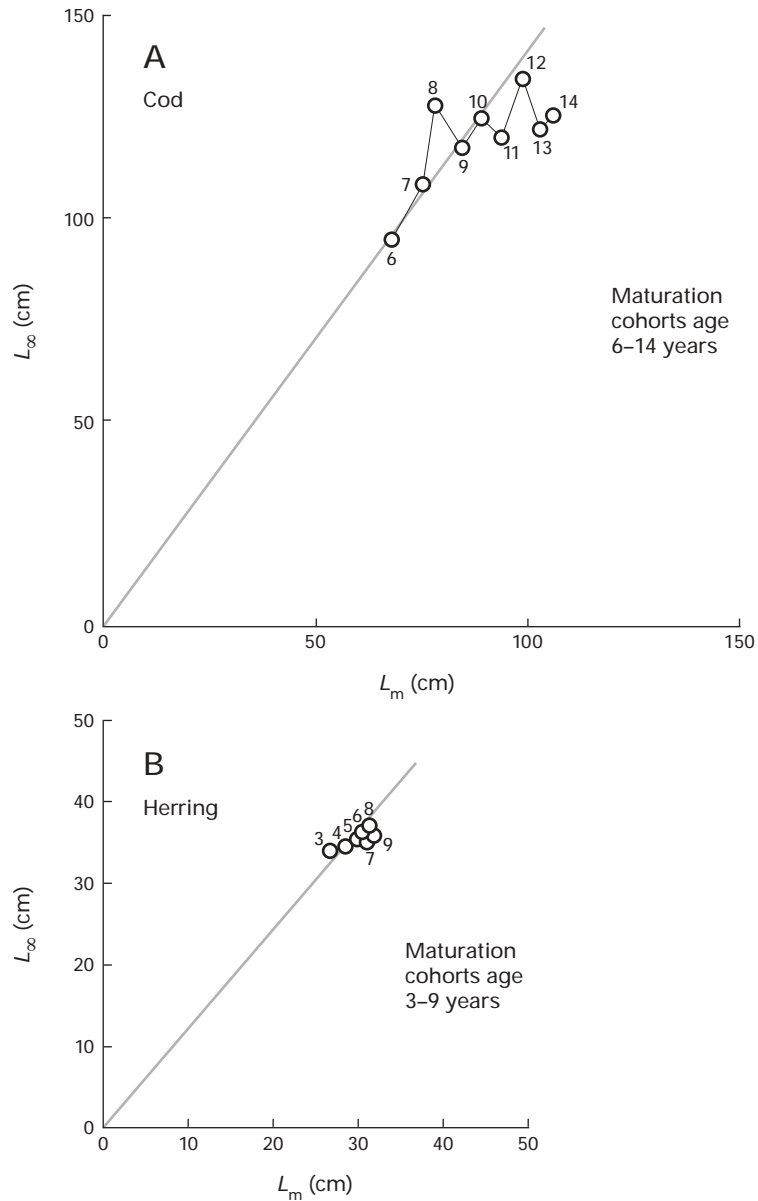 150
A
Cod
12
8
10
14
7
9
11
13
100
6
Maturation
cohorts age
6–14 years
L∞ (cm)
50
0
0
50
100
150
Lm (cm)
50
B
Herring
40
3
4
5
6
8
9
7
30
Maturation
cohorts age
3–9 years
L∞ (cm)
20
10
0
0
10
20
30
40
50
Lm (cm)